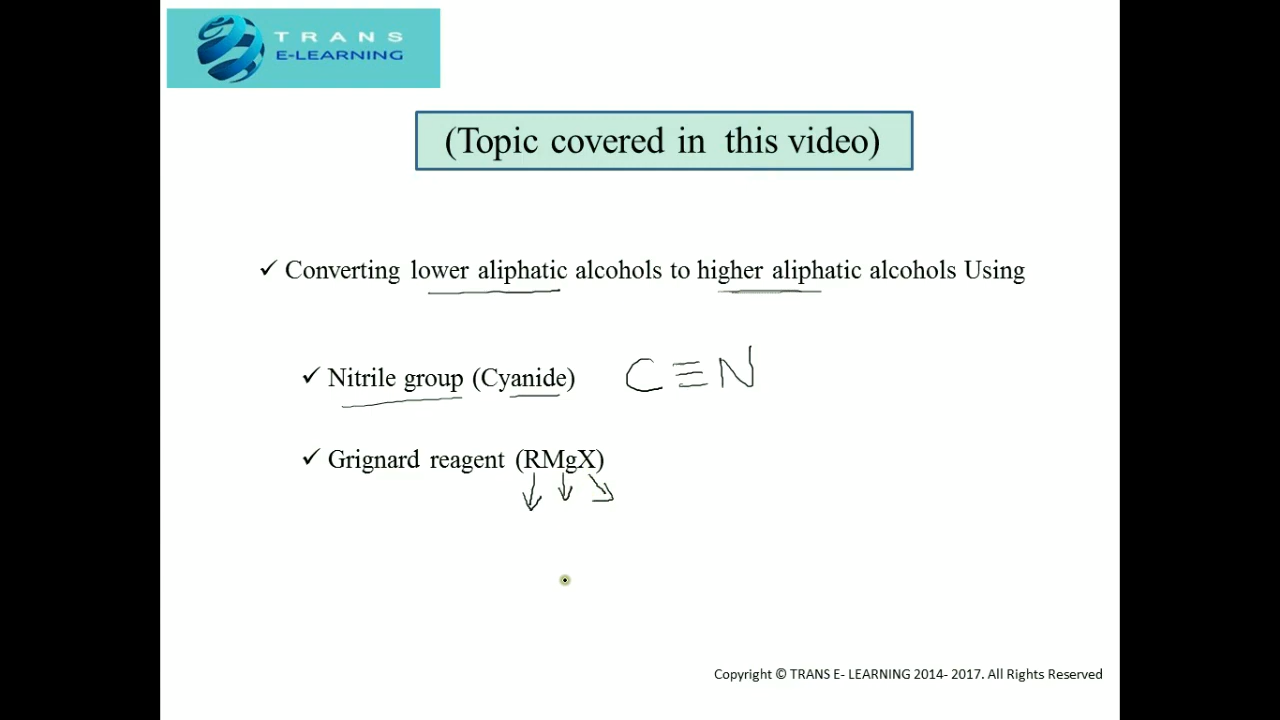 TRANS
E-LEARNING
(Topic covered in this video)
✓ Converting lower aliphatic alcohols to higher aliphatic alcohols Using
✓ Nitrile group (Cyanide) C≡N
✓ Grignard reagent (RMgX)
Copyright © TRANS E- LEARNING 2014- 2017. All Rights Reserved